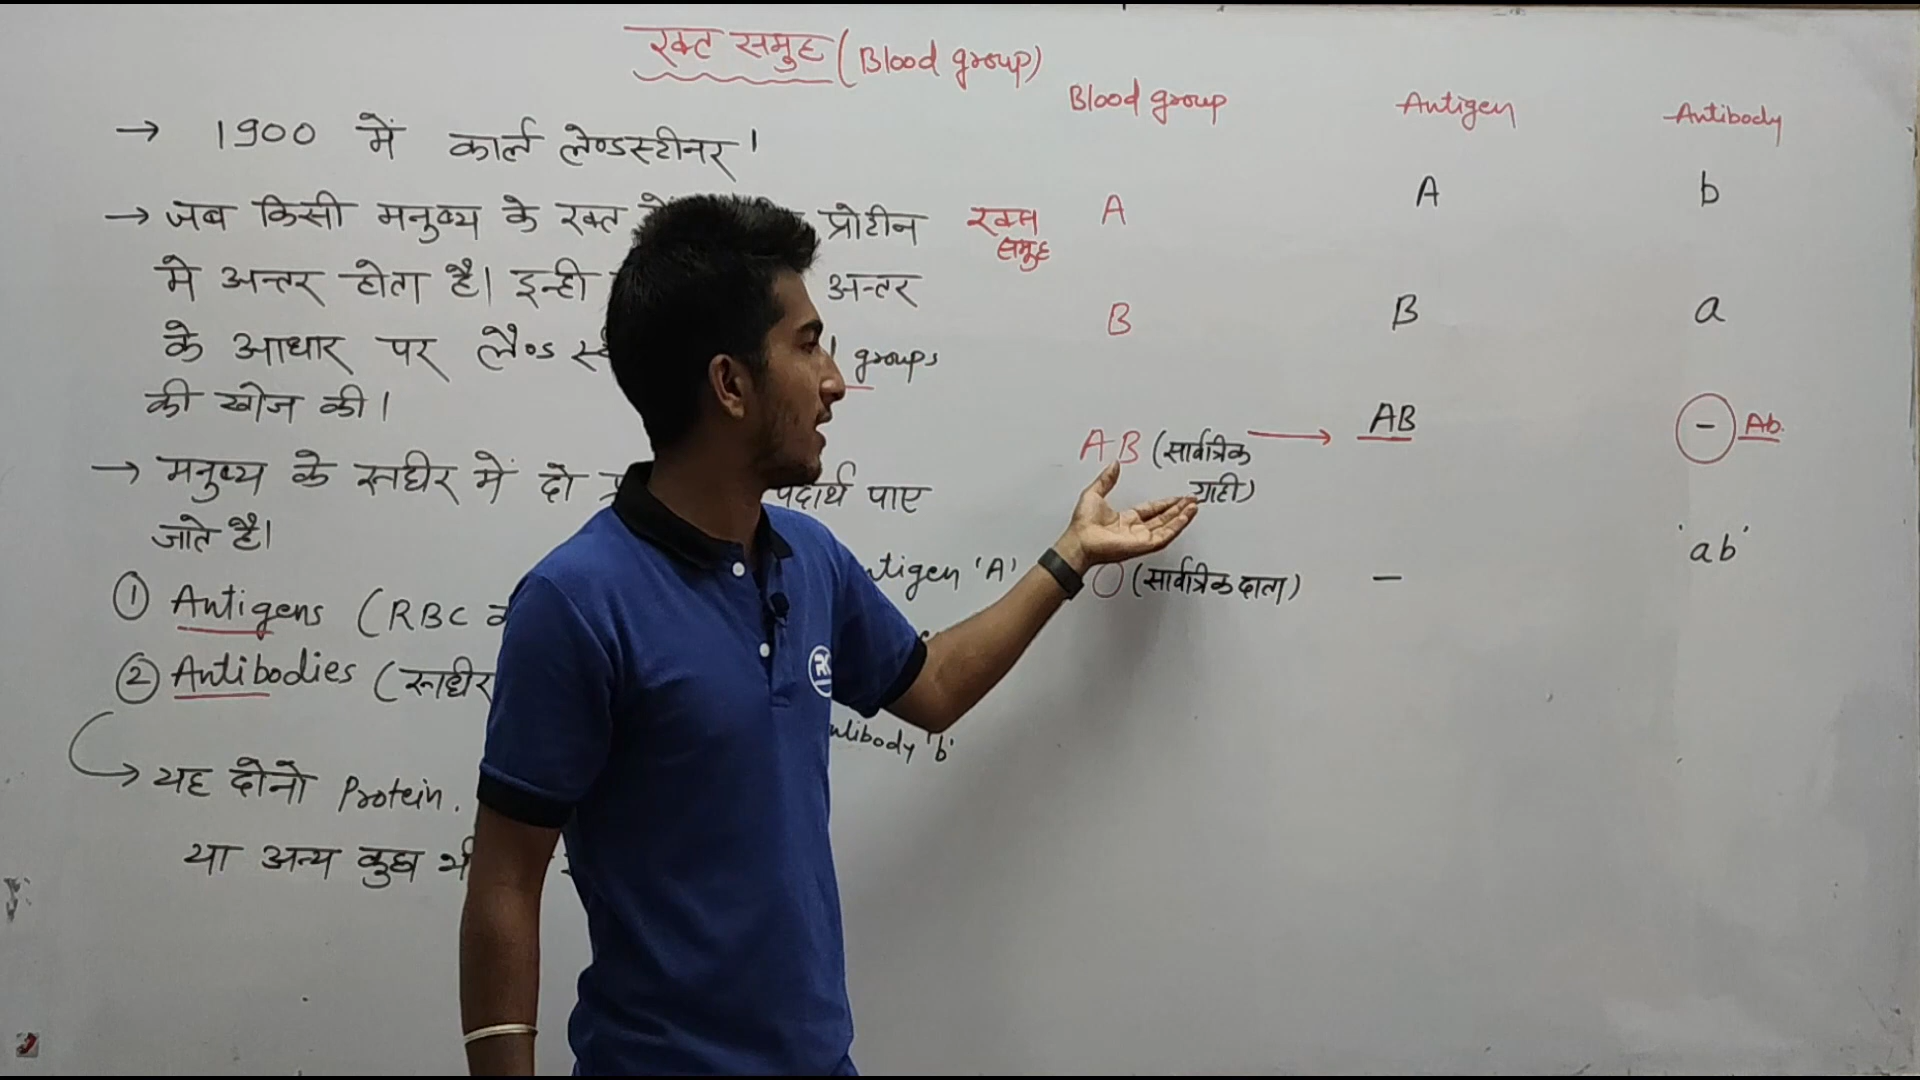 रक्त समुह (Blood group)
→ 1900 में कार्ल लेण्डस्टीनर'
→ जब किसी मनुष्य के रक्त में प्रोटीन
मे अन्तर होता है। इन्ही अन्तर
के आधार पर लैण्ड groups
की खोज की।
→ मनुष्य के रूधीर में दो पदार्थ पाए
जाते है।
① Antigens (RBC Antigen 'A'
② Antibodies (रूधीर
Antibody 'b'
→ यह दोनो Protein.
या अन्य कुछ भी
Blood group Antigen Antibody
रक्त समुह A A b
B B a
AB (सार्वत्रिक ग्राही) → AB - Ab.
O (सार्वत्रिक दाता) - 'ab'